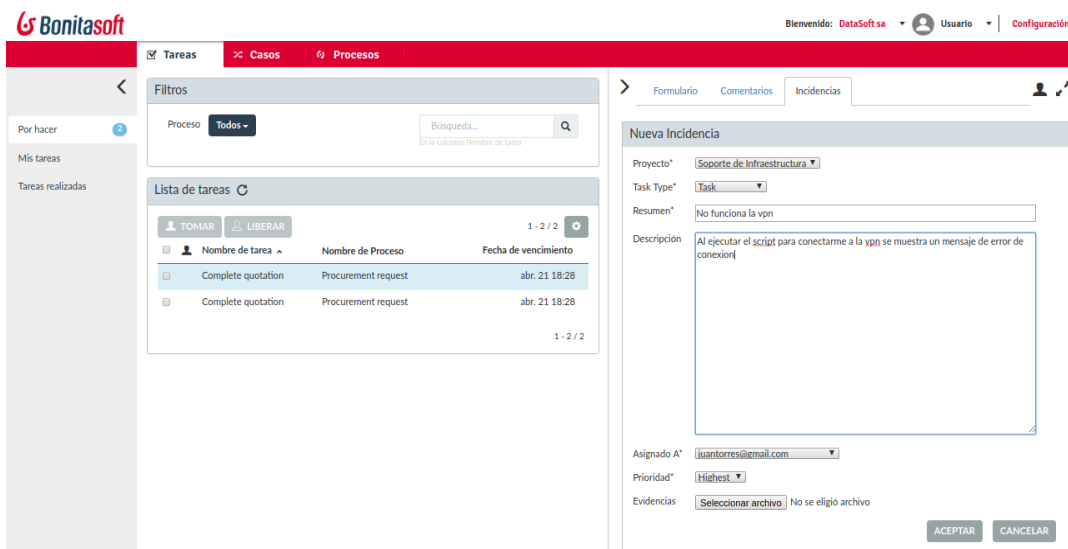 Bonitasoft
Bienvenido: DataSoft sa Usuario Configuración
Tareas Casos Procesos
Por hacer 2
Mis tareas
Tareas realizadas
Filtros
Proceso Todos Búsqueda...
En la columna Nombre de tarea
Lista de tareas
TOMAR LIBERAR 1 - 2 / 2
Nombre de tarea Nombre de Proceso Fecha de vencimiento
Complete quotation Procurement request abr. 21 18:28
Complete quotation Procurement request abr. 21 18:28
1 - 2 / 2
Formulario Comentarios Incidencias
Nueva Incidencia
Proyecto* Soporte de Infraestructura
Task Type* Task
Resumen* No funciona la vpn
Descripción Al ejecutar el script para conectarme a la vpn se muestra un mensaje de error de
conexion
Asignado A* juantorres@gmail.com
Prioridad* Highest
Evidencias Seleccionar archivo No se eligió archivo
ACEPTAR CANCELAR